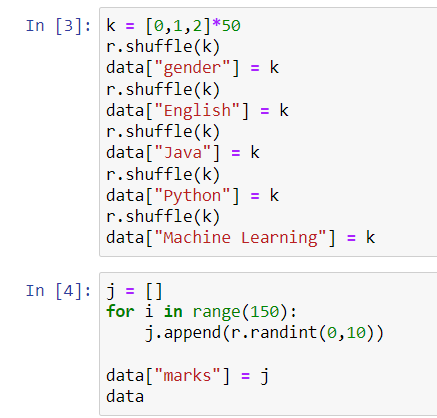 In [3]: k = [0,1,2]*50
r.shuffle(k)
data["gender"] = k
r.shuffle(k)
data["English"] = k
r.shuffle(k)
data["Java"] = k
r.shuffle(k)
data["Python"] = k
r.shuffle(k)
data["Machine Learning"] = k
In [4]: j = []
for i in range(150):
    j.append(r.randint(0,10))
data["marks"] = j
data